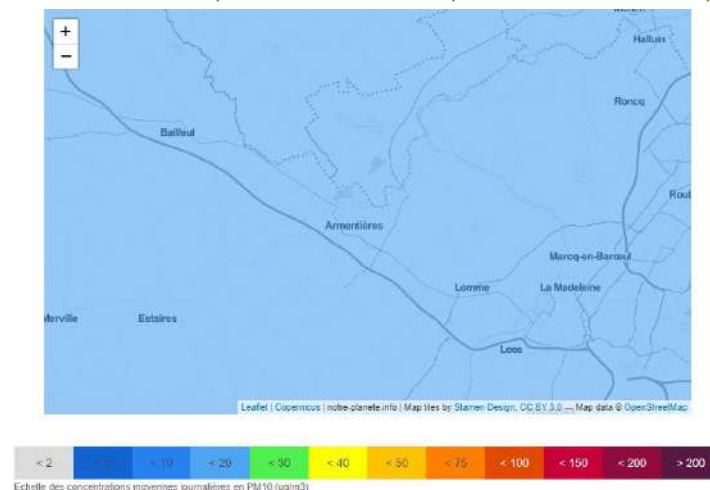 +
−
Halluin
Roncq
Bailleul
Roub
Armentières
Marcq-en-Barœul
Lomme
La Madeleine
Merville
Estaires
Loos
Leaflet | Copernicus | notre-planete.info | Map tiles by Stamen Design, CC BY 3.0 — Map data © OpenStreetMap
< 2 < 10 < 20 < 30 < 40 < 50 < 75 < 100 < 150 < 200 > 200
Echelle des concentrations moyennes journalières en PM10 (ug/m3)